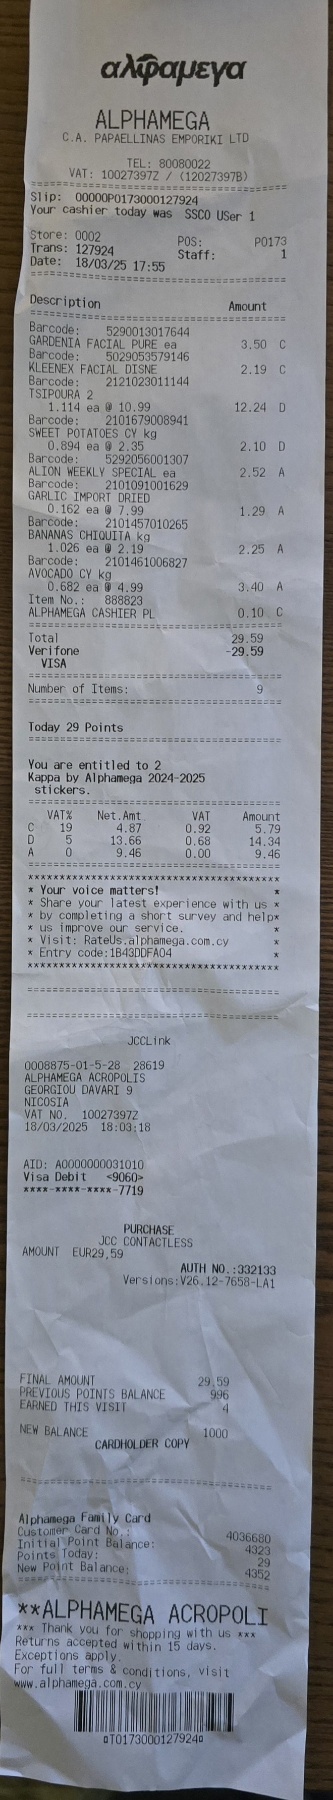 αλφαμεγα
ALPHAMEGA
C.A. PAPAELLINAS EMPORIKI LTD
TEL: 80080022
VAT: 10027397Z / (12027397B)
Slip: 00000P0173000127924
Your cashier today was SSCO USer 1
Store: 0002 POS: P0173
Trans: 127924 Staff: 1
Date: 18/03/25 17:55
Description Amount
Barcode: 5290013017644
GARDENIA FACIAL PURE ea 3.50 C
Barcode: 5029053579146
KLEENEX FACIAL DISNE 2.19 C
Barcode: 2121023011144
TSIPOURA 2
1.114 ea @ 10.99 12.24 D
Barcode: 2101679008941
SWEET POTATOES CY kg
0.894 ea @ 2.35 2.10 D
Barcode: 5292056001307
ALION WEEKLY SPECIAL ea 2.52 A
Barcode: 2101091001629
GARLIC IMPORT DRIED
0.162 ea @ 7.99 1.29 A
Barcode: 2101457010265
BANANAS CHIQUITA kg
1.026 ea @ 2.19 2.25 A
Barcode: 2101461006827
AVOCADO CY kg
0.682 ea @ 4.99 3.40 A
Item No.: 888823
ALPHAMEGA CASHIER PL 0.10 C
Total 29.59
Verifone -29.59
VISA
Number of Items: 9
Today 29 Points
You are entitled to 2
Kappa by Alphamega 2024-2025
stickers.
VAT% Net.Amt VAT Amount
C 19 4.87 0.92 5.79
D 5 13.66 0.68 14.34
A 0 9.46 0.00 9.46
****************************************
* Your voice matters! *
* Share your latest experience with us *
* by completing a short survey and help*
* us improve our service. *
* Visit: RateUs.alphamega.com.cy *
* Entry code:1B43DDFA04 *
****************************************
JCCLink
0008875-01-5-28 28619
ALPHAMEGA ACROPOLIS
GEORGIOU DAVARI 9
NICOSIA
VAT NO. 10027397Z
18/03/2025 18:03:18
AID: A0000000031010
Visa Debit <9060>
****-****-****-7719
PURCHASE
JCC CONTACTLESS
AMOUNT EUR29,59
AUTH NO.:332133
Versions:V26.12-7658-LA1
FINAL AMOUNT 29,59
PREVIOUS POINTS BALANCE 996
EARNED THIS VISIT 4
NEW BALANCE 1000
CARDHOLDER COPY
Alphamega Family Card
Customer Card No.: 4036680
Initial Point Balance: 4323
Points Today: 29
New Point Balance: 4352
**ALPHAMEGA ACROPOLI
*** Thank you for shopping with us ***
Returns accepted within 15 days.
Exceptions apply.
For full terms & conditions, visit
www.alphamega.com.cy
¤T0173000127924¤